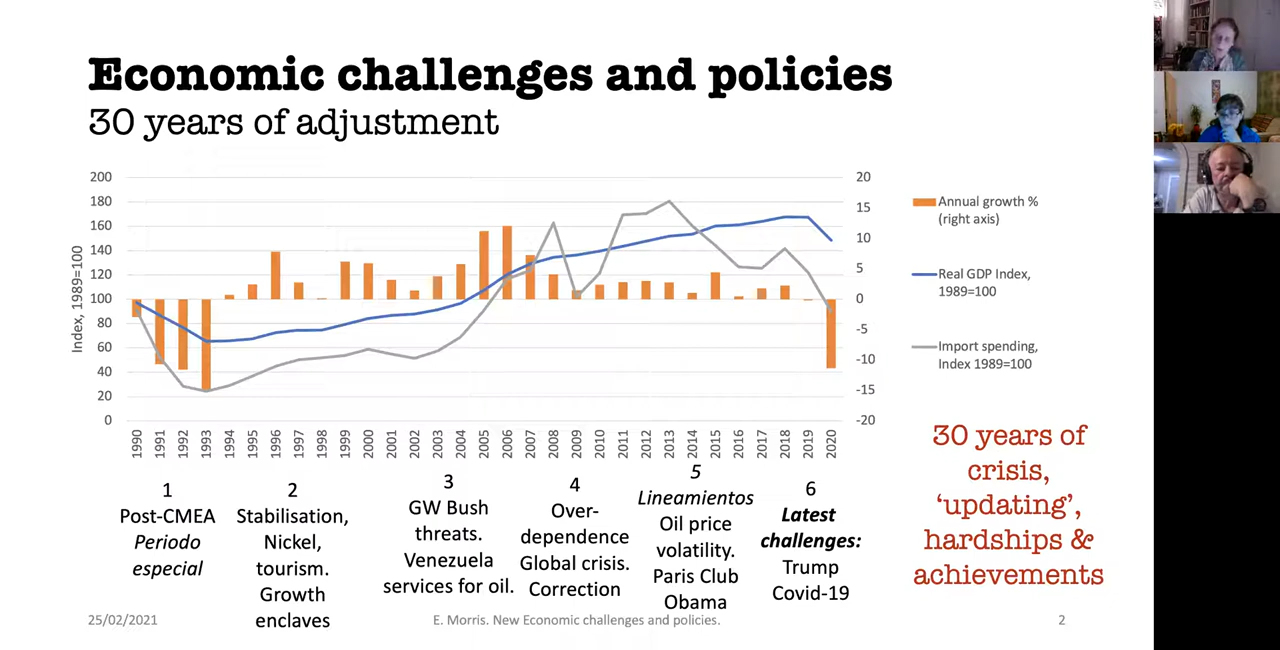 Economic challenges and policies
30 years of adjustment
Index, 1989=100
200
180
160
140
120
100
80
60
40
20
0
20
15
10
5
0
-5
-10
-15
-20
1990
1991
1992
1993
1994
1995
1996
1997
1998
1999
2000
2001
2002
2003
2004
2005
2006
2007
2008
2009
2010
2011
2012
2013
2014
2015
2016
2017
2018
2019
2020
Annual growth %
(right axis)
Real GDP Index,
1989=100
Import spending,
Index 1989=100
1
Post-CMEA
Periodo
especial
2
Stabilisation,
Nickel,
tourism.
Growth
enclaves
3
GW Bush
threats.
Venezuela
services for oil.
4
Over-
dependence
Global crisis.
Correction
5
Lineamientos
Oil price
volatility.
Paris Club
Obama
6
Latest
challenges:
Trump
Covid-19
30 years of
crisis,
‘updating’,
hardships &
achievements
25/02/2021
E. Morris. New Economic challenges and policies.
2